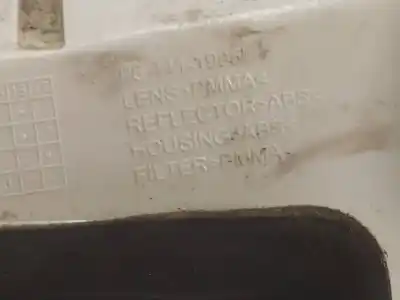 LENS>PMMA<
REFLECTOR>ABS<
HOUSING>ABS<
FILTER>PMMA<